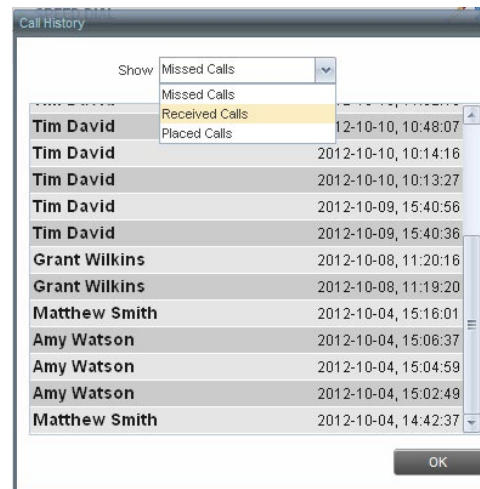 SPEED DIAL
Call History
Show Missed Calls
Missed Calls
Received Calls
Placed Calls
Tim David 2012-10-10, 10:48:07
Tim David 2012-10-10, 10:14:16
Tim David 2012-10-10, 10:13:27
Tim David 2012-10-09, 15:40:56
Tim David 2012-10-09, 15:40:36
Grant Wilkins 2012-10-08, 11:20:16
Grant Wilkins 2012-10-08, 11:19:20
Matthew Smith 2012-10-04, 15:16:01
Amy Watson 2012-10-04, 15:06:37
Amy Watson 2012-10-04, 15:04:59
Amy Watson 2012-10-04, 15:02:49
Matthew Smith 2012-10-04, 14:42:37
OK